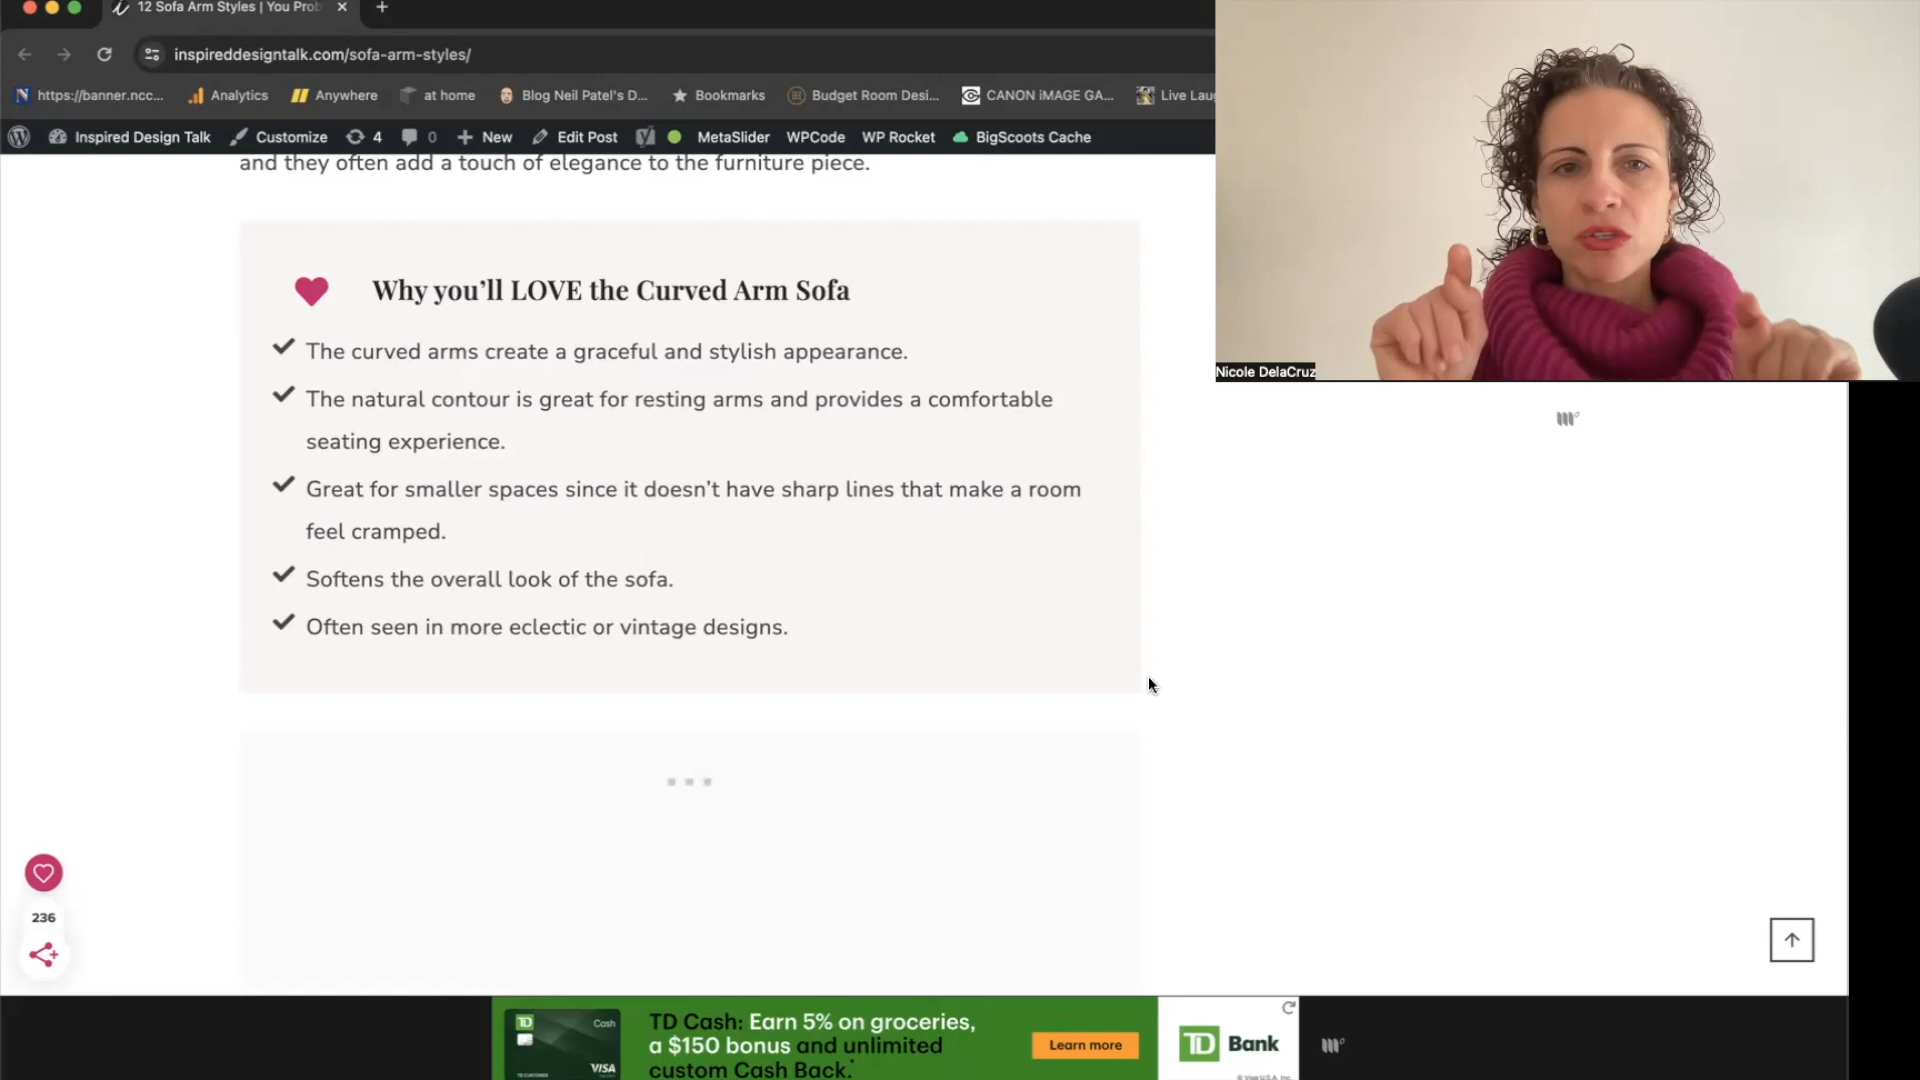 12 Sofa Arm Styles | You Prob
inspireddesigntalk.com/sofa-arm-styles/
https://banner.ncc...
Analytics
Anywhere
at home
Blog Neil Patel's D...
Bookmarks
Budget Room Desi...
CANON iMAGE GA...
Live Lau
Inspired Design Talk
Customize
4
0
New
Edit Post
MetaSlider
WPCode
WP Rocket
BigScoots Cache
and they often add a touch of elegance to the furniture piece.
Why you'll LOVE the Curved Arm Sofa
The curved arms create a graceful and stylish appearance.
The natural contour is great for resting arms and provides a comfortable
seating experience.
Great for smaller spaces since it doesn't have sharp lines that make a room
feel cramped.
Softens the overall look of the sofa.
Often seen in more eclectic or vintage designs.
Nicole DelaCruz
236
TD
Cash
VISA
TD Cash: Earn 5% on groceries,
a $150 bonus and unlimited
custom Cash Back.*
Learn more
TD Bank